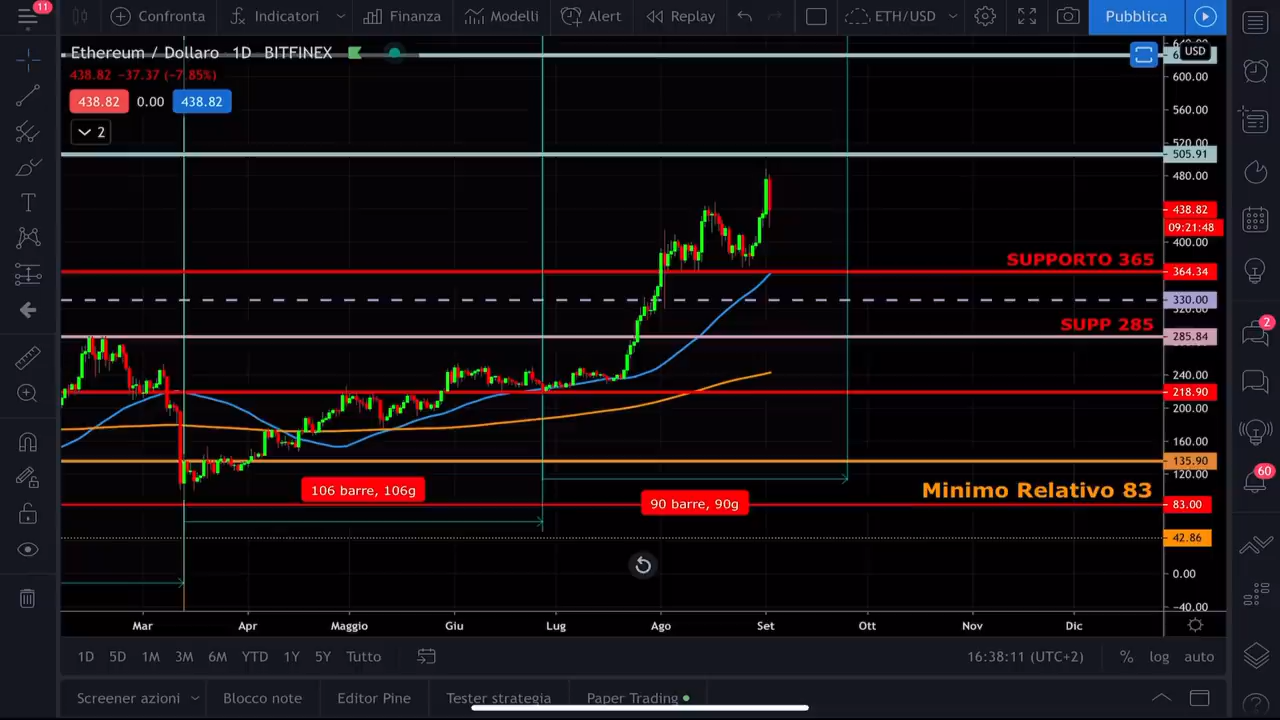 11
Confronta
Indicatori
Finanza
Modelli
Alert
Replay
ETH/USD
Pubblica
Ethereum / Dollaro 1D BITFINEX
438.82 −37.37 (−7.85%)
438.82 0.00 438.82
2
USD
600.00
560.00
520.00
505.91
480.00
438.82
09:21:48
400.00
SUPPORTO 365
364.34
330.00
320.00
SUPP 285
285.84
240.00
218.90
200.00
160.00
135.90
120.00
106 barre, 106g
90 barre, 90g
Minimo Relativo 83
83.00
42.86
0.00
−40.00
Mar Apr Maggio Giu Lug Ago Set Ott Nov Dic
1D 5D 1M 3M 6M YTD 1Y 5Y Tutto
16:38:11 (UTC+2) % log auto
Screener azioni Blocco note Editor Pine Tester strategia Paper Trading
2
60
T